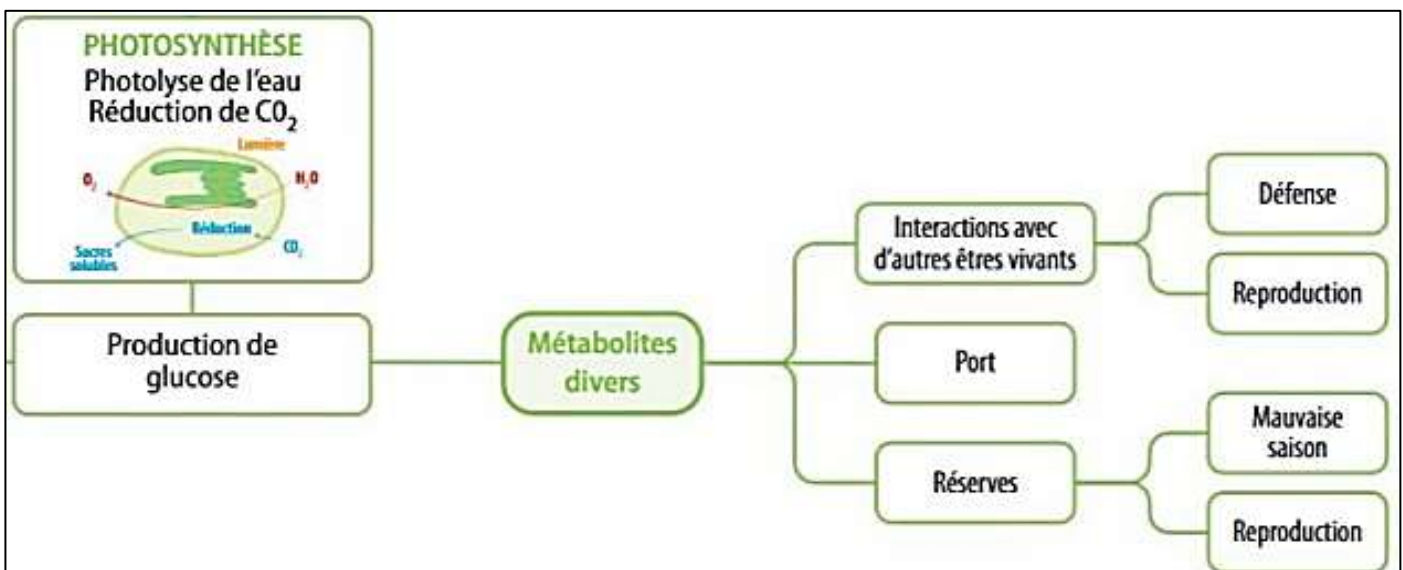 PHOTOSYNTHÈSE
Photolyse de l'eau
Réduction de CO₂
Lumière
O₂
H₂O
Réduction
CO₂
Sucres
solubles
Production de
glucose
Métabolites
divers
Interactions avec
d'autres êtres vivants
Défense
Reproduction
Port
Réserves
Mauvaise
saison
Reproduction